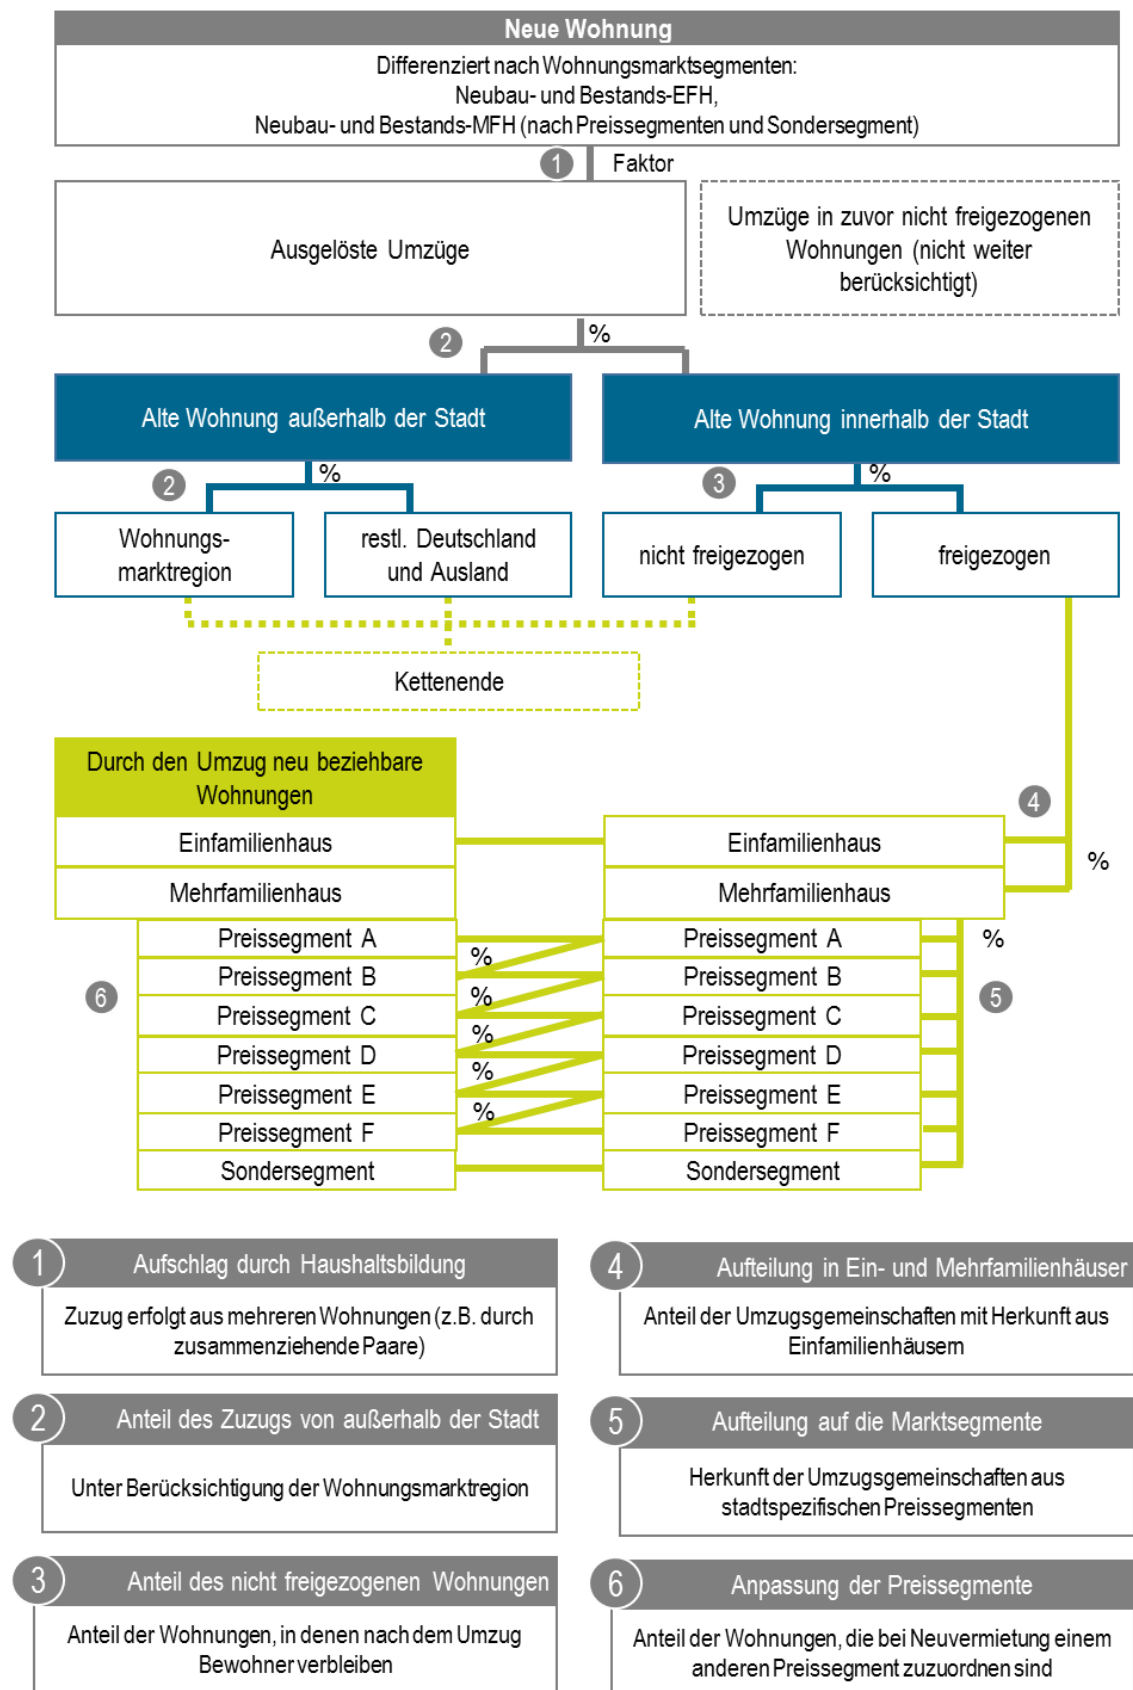 Neue Wohnung
Differenziert nach Wohnungsmarktsegmenten:
Neubau- und Bestands-EFH,
Neubau- und Bestands-MFH (nach Preissegmenten und Sondersegment)
1 Faktor
Ausgelöste Umzüge
Umzüge in zuvor nicht freigezogenen
Wohnungen (nicht weiter
berücksichtigt)
2 %
Alte Wohnung außerhalb der Stadt
Alte Wohnung innerhalb der Stadt
2 %
3 %
Wohnungs-
marktregion
restl. Deutschland
und Ausland
nicht freigezogen
freigezogen
Kettenende
Durch den Umzug neu beziehbare
Wohnungen
4
Einfamilienhaus
Einfamilienhaus
%
Mehrfamilienhaus
Mehrfamilienhaus
Preissegment A
%
Preissegment A
%
Preissegment B
%
Preissegment B
6
5
Preissegment C
%
Preissegment C
Preissegment D
%
Preissegment D
Preissegment E
%
Preissegment E
Preissegment F
Preissegment F
Sondersegment
Sondersegment
1 Aufschlag durch Haushaltsbildung
Zuzug erfolgt aus mehreren Wohnungen (z.B. durch
zusammenziehende Paare)
4 Aufteilung in Ein- und Mehrfamilienhäuser
Anteil der Umzugsgemeinschaften mit Herkunft aus
Einfamilienhäusern
2 Anteil des Zuzugs von außerhalb der Stadt
Unter Berücksichtigung der Wohnungsmarktregion
5 Aufteilung auf die Marktsegmente
Herkunft der Umzugsgemeinschaften aus
stadtspezifischen Preissegmenten
3 Anteil des nicht freigezogenen Wohnungen
Anteil der Wohnungen, in denen nach dem Umzug
Bewohner verbleiben
6 Anpassung der Preissegmente
Anteil der Wohnungen, die bei Neuvermietung einem
anderen Preissegment zuzuordnen sind